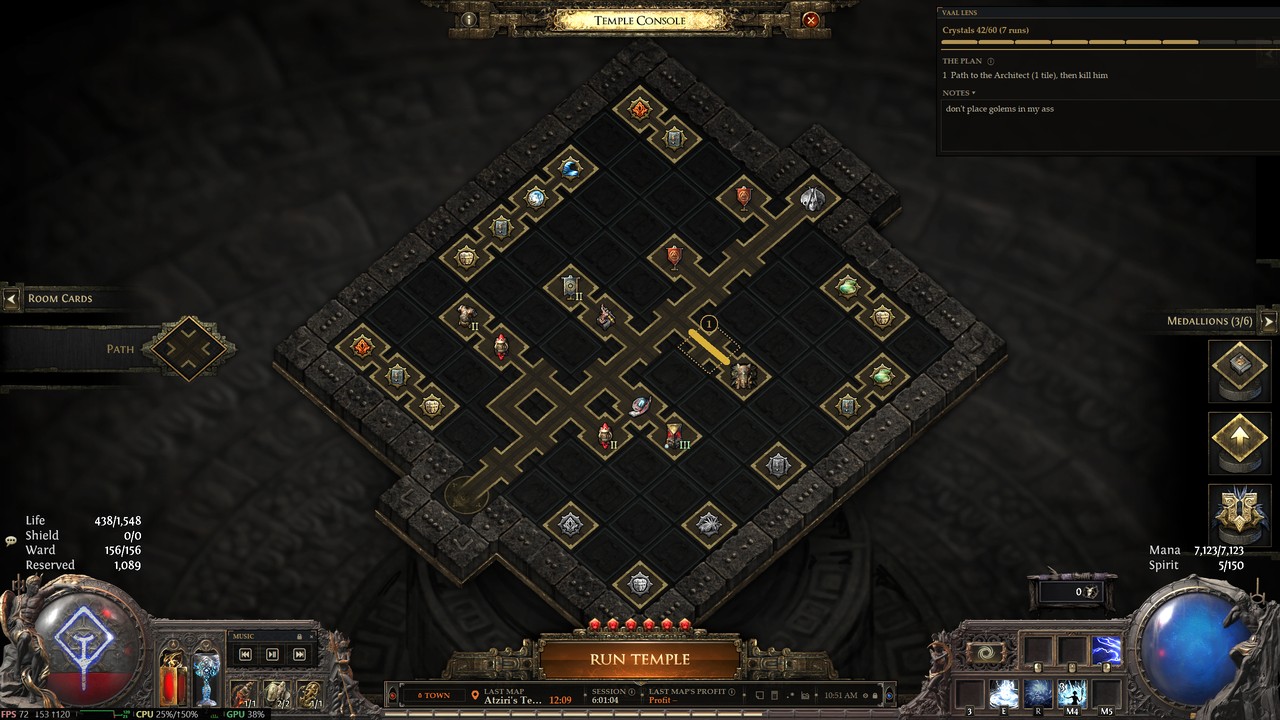 TEMPLE CONSOLE
VAAL LENS
Crystals 42/60 (7 runs)
THE PLAN
1 Path to the Architect (1 tile), then kill him
NOTES
don't place golems in my ass
ROOM CARDS
PATH
MEDALLIONS (3/6)
1
II
II
II
III
Life 438/1,548
Shield 0/0
Ward 156/156
Reserved 1,089
Mana 7,123/7,123
Spirit 5/150
0
MUSIC
RUN TEMPLE
1/1
2/2
1/1
TOWN
LAST MAP
Atziri's Te... 12:09
SESSION
6:01:04
LAST MAP'S PROFIT
Profit –
10:51 AM
3
E
R
M4
M5
FPS 72
CPU 25%
GPU 38%